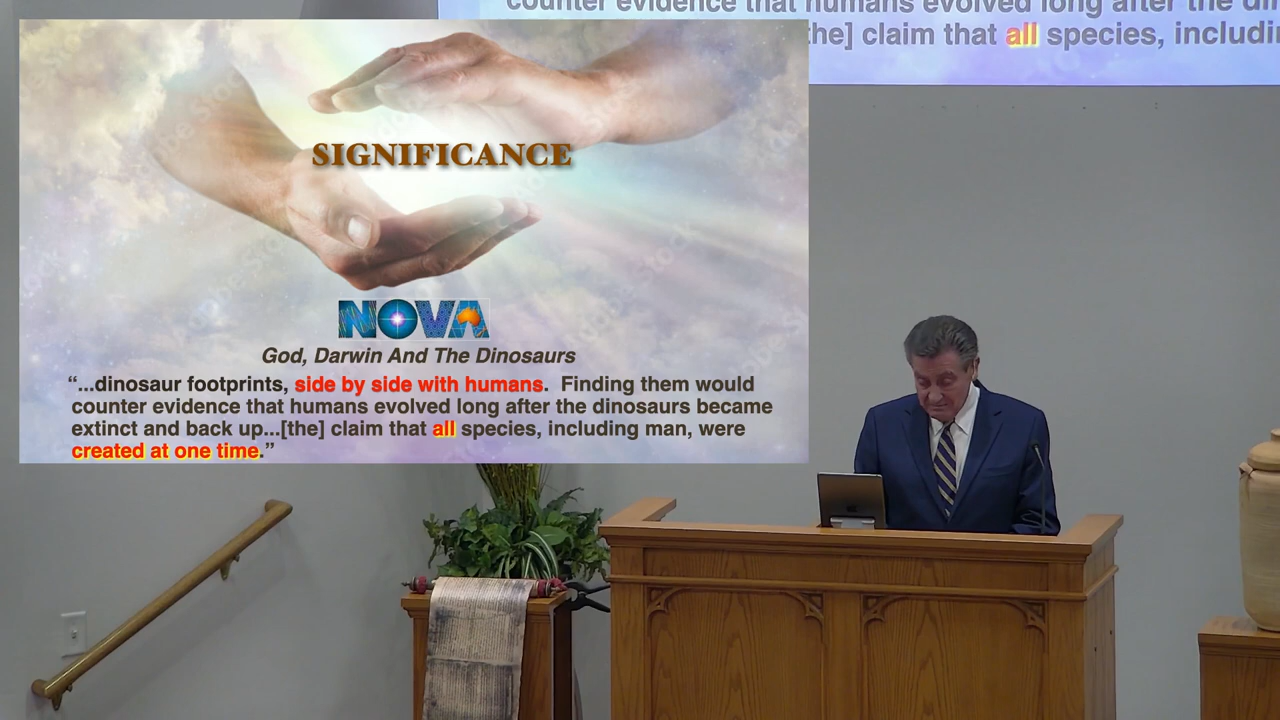 counter evidence that humans evolved long after the
the] claim that all species,
SIGNIFICANCE
NOVA
God, Darwin And The Dinosaurs
“...dinosaur footprints, side by side with humans. Finding them would
counter evidence that humans evolved long after the dinosaurs became
extinct and back up...[the] claim that all species, including man, were
created at one time.”